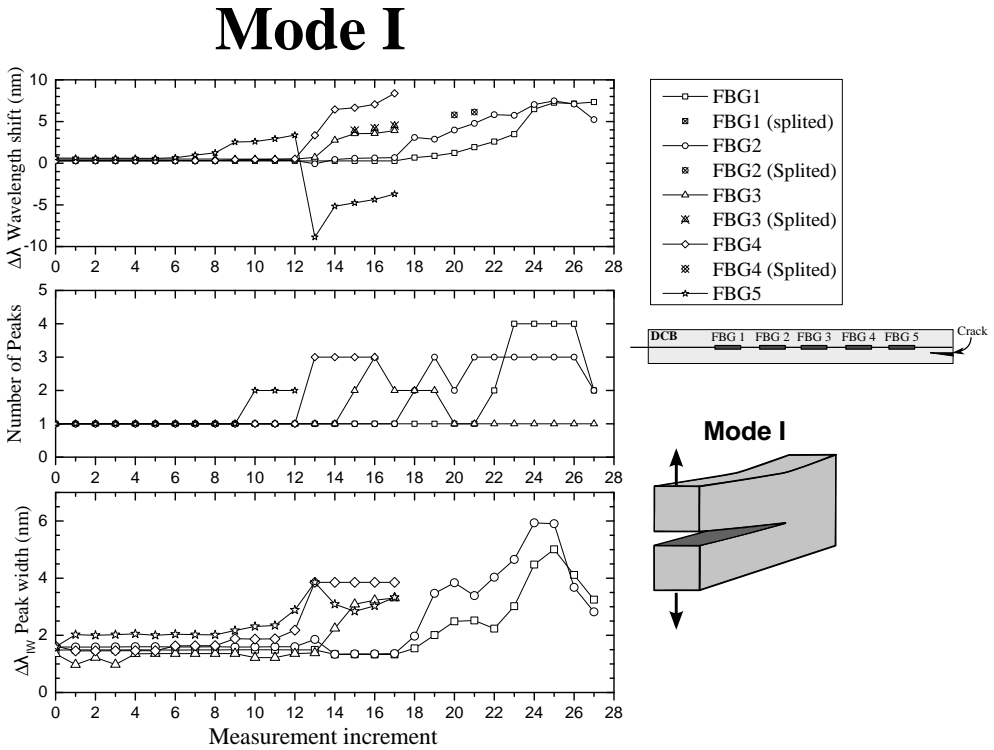 Mode I
Δλ Wavelength shift (nm)
10
5
0
-5
-10
0 2 4 6 8 10 12 14 16 18 20 22 24 26 28
Number of Peaks
5
4
3
2
1
0
0 2 4 6 8 10 12 14 16 18 20 22 24 26 28
Δλ IW Peak width (nm)
6
4
2
0
0 2 4 6 8 10 12 14 16 18 20 22 24 26 28
Measurement increment
FBG1
FBG1 (splited)
FBG2
FBG2 (Splited)
FBG3
FBG3 (Splited)
FBG4
FBG4 (Splited)
FBG5
DCB FBG 1 FBG 2 FBG 3 FBG 4 FBG 5 Crack
Mode I